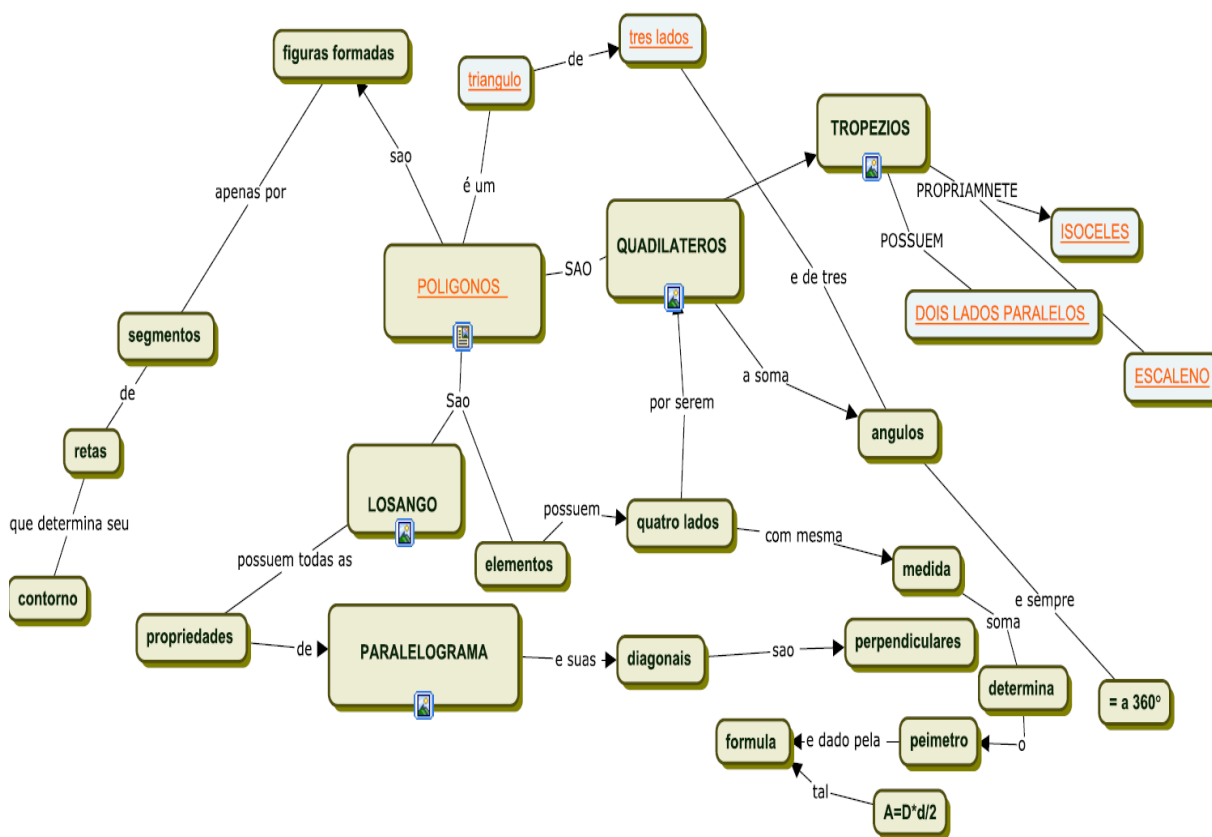 tres lados
figuras formadas
de
triangulo
TROPEZIOS
sao
é um
apenas por
PROPRIAMNETE
ISOCELES
QUADILATEROS
POSSUEM
SAO
e de tres
POLIGONOS
DOIS LADOS PARALELOS
segmentos
a soma
ESCALENO
de
Sao
por serem
angulos
retas
LOSANGO
possuem
quatro lados
que determina seu
com mesma
possuem todas as
elementos
medida
contorno
e sempre
soma
propriedades
de
PARALELOGRAMA
e suas
diagonais
sao
perpendiculares
determina
= a 360°
formula
e dado pela
peimetro
o
tal
A=D*d/2